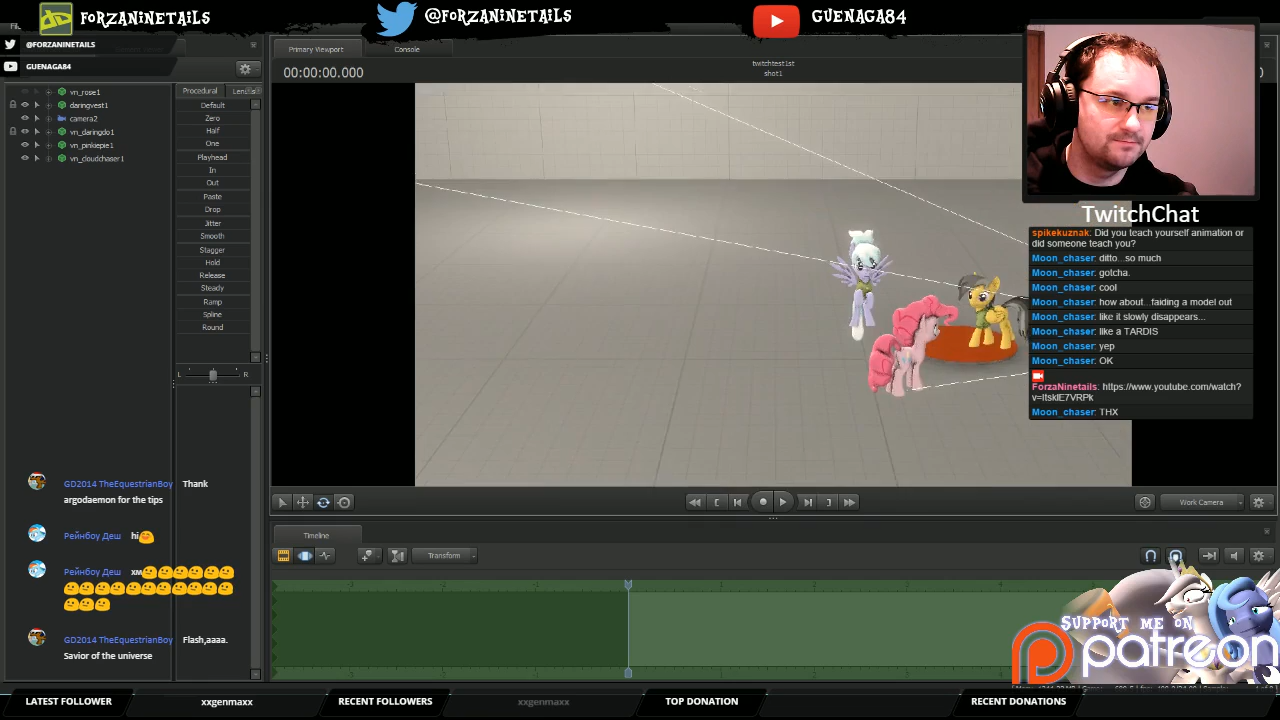 FORZANINETAILS
@FORZANINETAILS
GUENAGA84
@FORZANINETAILS
GUENAGA84
Primary Viewport
Console
00:00:00.000
twitchtest1st
shot1
vn_rose1
daringvest1
camera2
vn_daringdo1
vn_pinkiepie1
vn_cloudchaser1
Procedural
Default
Zero
Half
One
Playhead
In
Out
Paste
Drop
Jitter
Smooth
Stagger
Hold
Release
Steady
Ramp
Spline
Round
L R
TwitchChat
spikekuznak: Did you teach yourself animation or
did someone teach you?
Moon_chaser: ditto...so much
Moon_chaser: gotcha.
Moon_chaser: cool
Moon_chaser: how about...faiding a model out
Moon_chaser: like it slowly disappears...
Moon_chaser: like a TARDIS
Moon_chaser: yep
Moon_chaser: OK
ForzaNinetails: https://www.youtube.com/watch?
Moon_chaser: THX
GD2014 TheEquestrianBoy Thank
argodaemon for the tips
Рейнбоу Деш hi
Рейнбоу Деш хм
GD2014 TheEquestrianBoy Flash,aaaa.
Savior of the universe
Work Camera
Timeline
Transform
SUPPORT ME ON
patreon
LATEST FOLLOWER
xxgenmaxx
RECENT FOLLOWERS
xxgenmaxx
TOP DONATION
RECENT DONATIONS